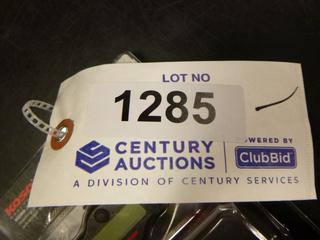 LOT NO
1285
CENTURY
AUCTIONS
POWERED BY
ClubBid
A DIVISION OF CENTURY SERVICES